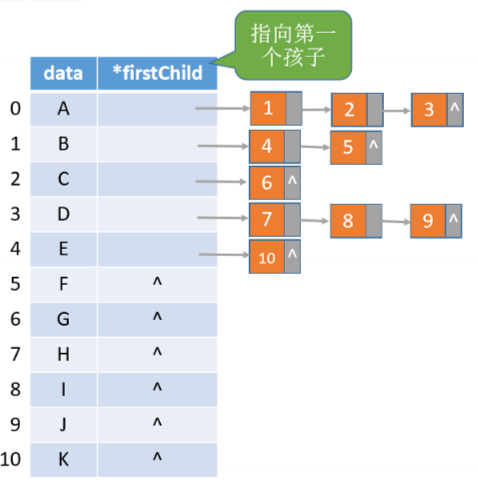 指向第一
个孩子
data *firstChild
0 A 1 2 3 ^
1 B 4 5 ^
2 C 6 ^
3 D 7 8 9 ^
4 E 10 ^
5 F ^
6 G ^
7 H ^
8 I ^
9 J ^
10 K ^